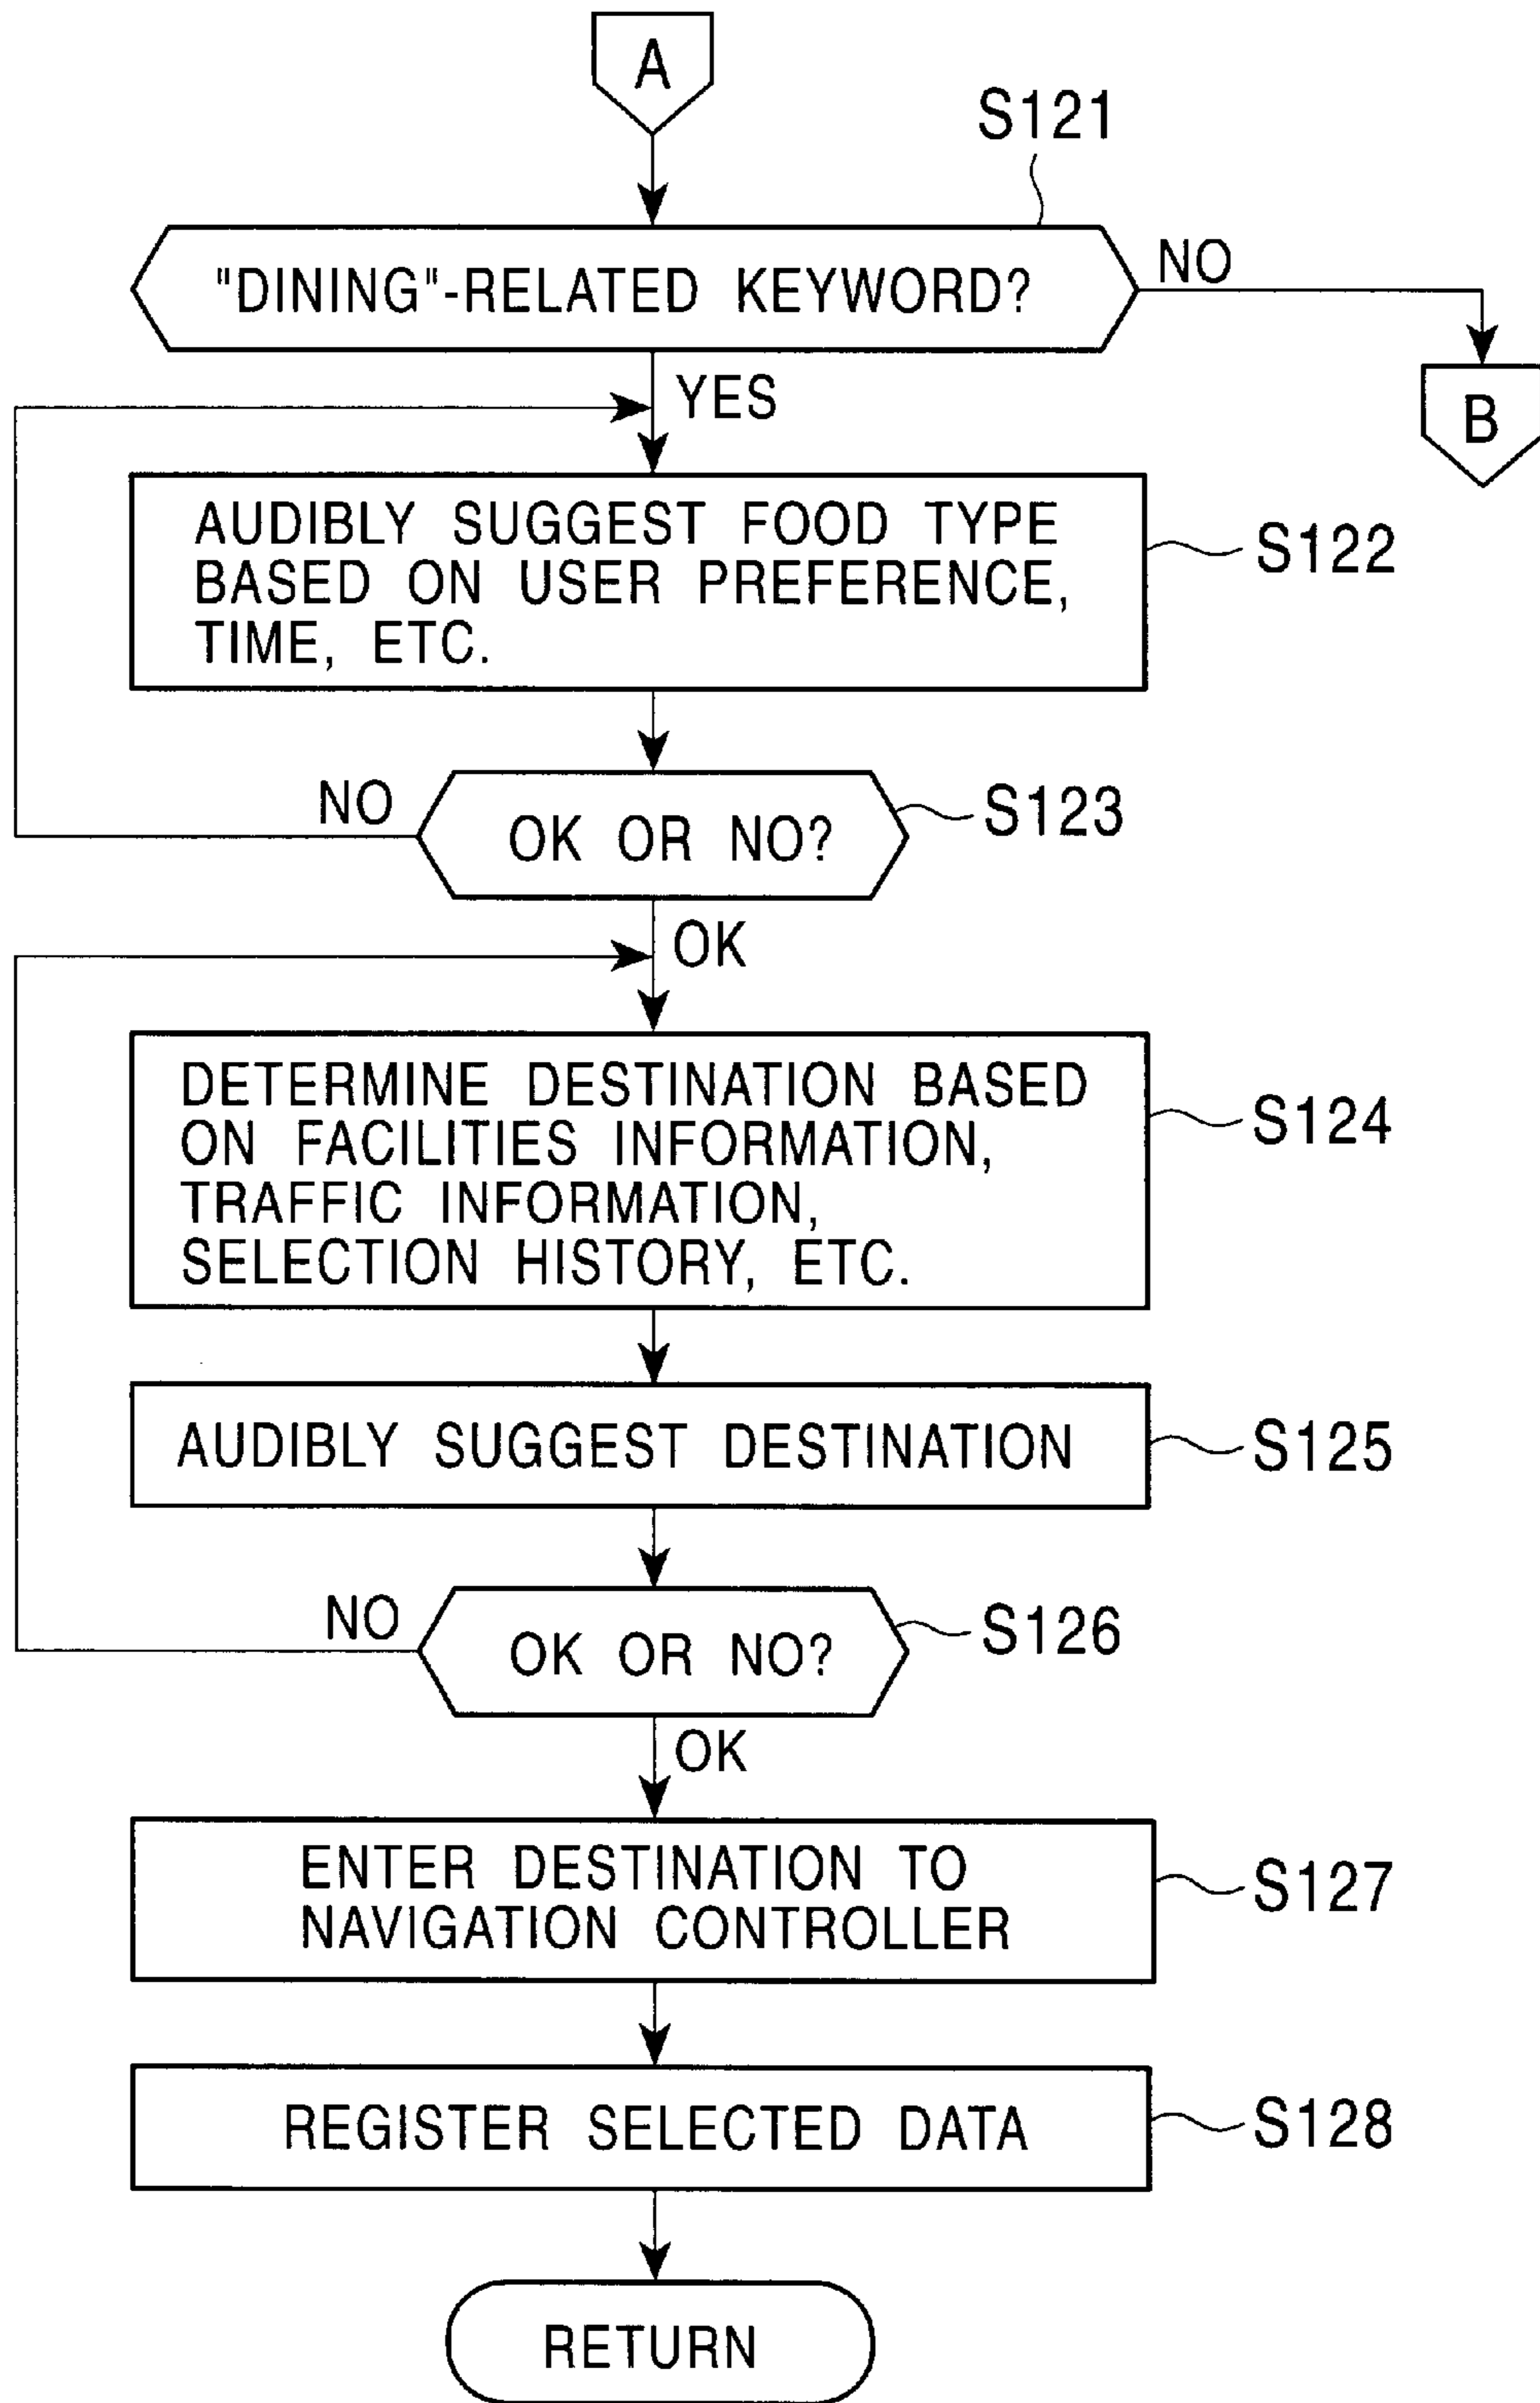 A
S121
"DINING"-RELATED KEYWORD?
NO
YES
B
AUDIBLY SUGGEST FOOD TYPE
BASED ON USER PREFERENCE,
TIME, ETC.
S122
NO
OK OR NO?
S123
OK
DETERMINE DESTINATION BASED
ON FACILITIES INFORMATION,
TRAFFIC INFORMATION,
SELECTION HISTORY, ETC.
S124
AUDIBLY SUGGEST DESTINATION
S125
NO
OK OR NO?
S126
OK
ENTER DESTINATION TO
NAVIGATION CONTROLLER
S127
REGISTER SELECTED DATA
S128
RETURN